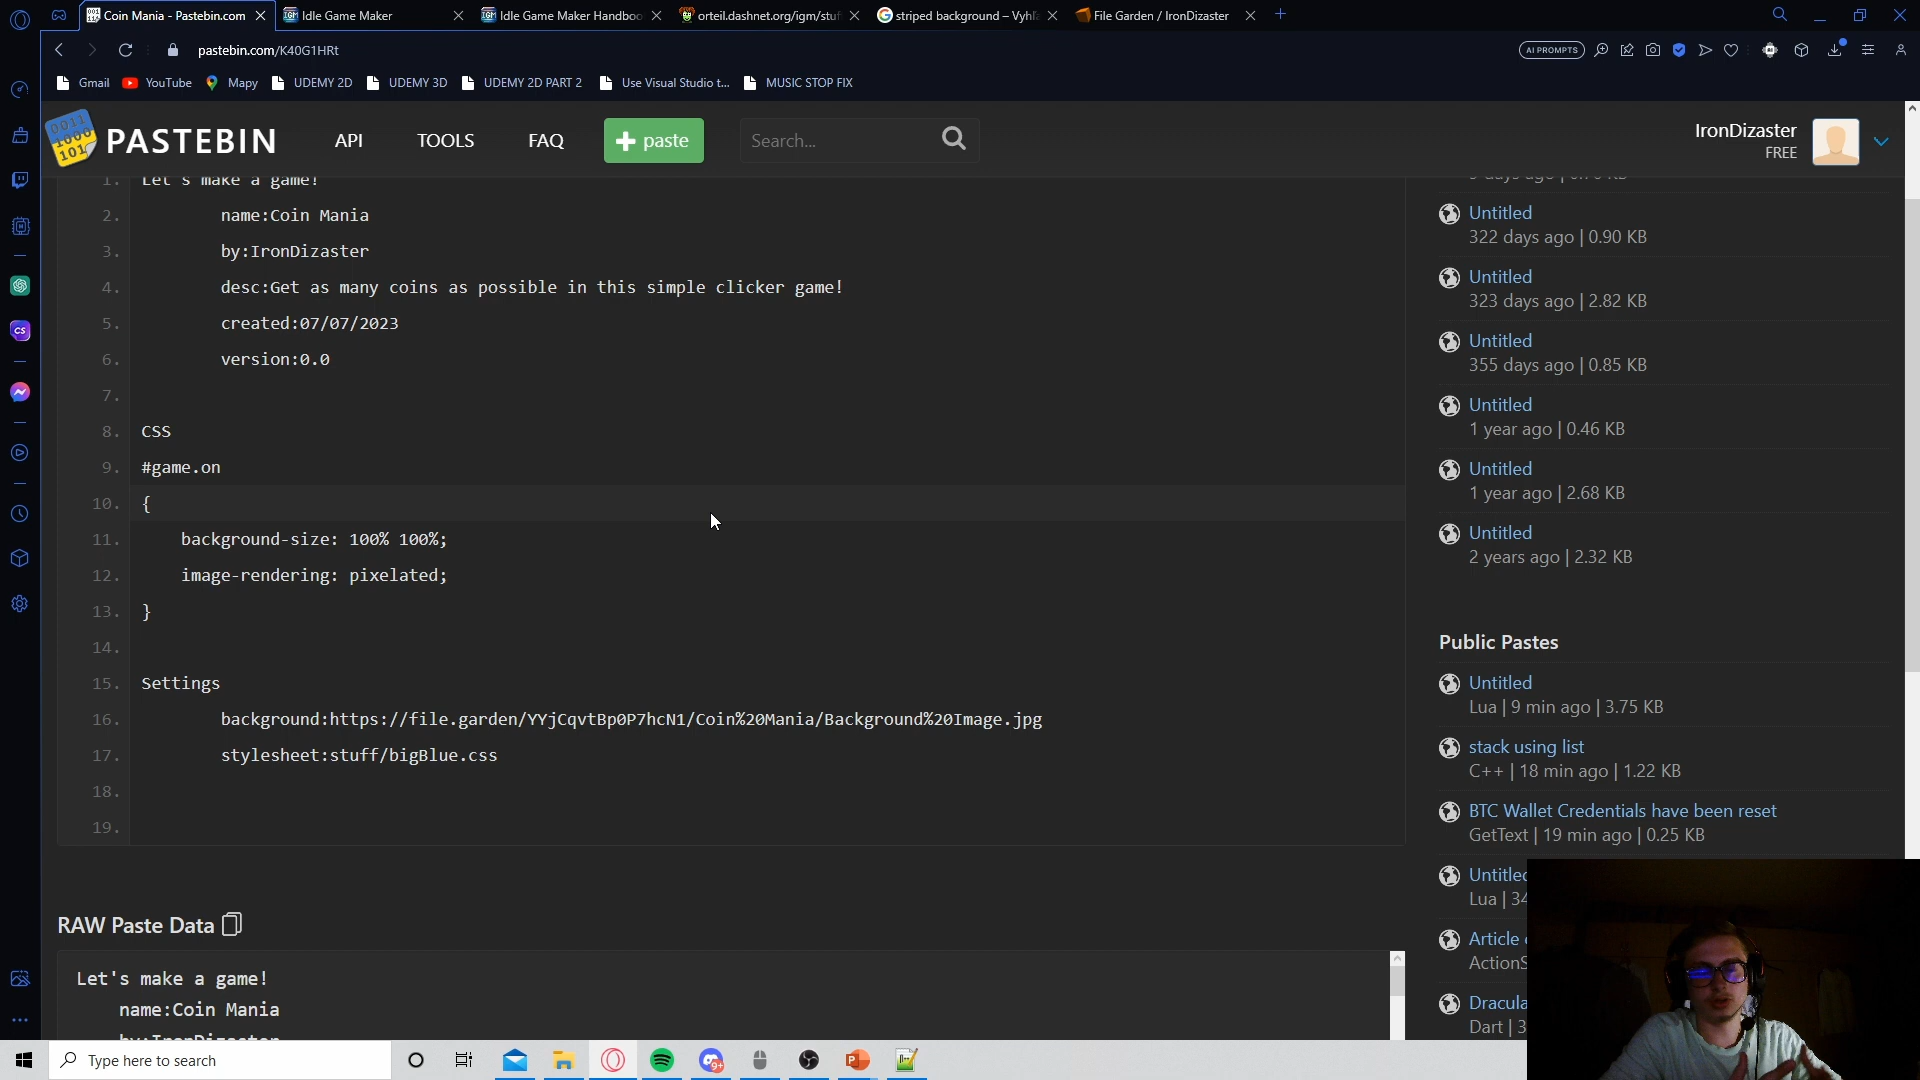 Coin Mania - Pastebin.com
Idle Game Maker
Idle Game Maker Handboo
orteil.dashnet.org/igm/stuf
striped background – Vyhľ
File Garden / IronDizaster
pastebin.com/K40G1HRt
AI PROMPTS
Gmail
YouTube
Mapy
UDEMY 2D
UDEMY 3D
UDEMY 2D PART 2
Use Visual Studio t...
MUSIC STOP FIX
PASTEBIN
API
TOOLS
FAQ
paste
Search...
IronDizaster
FREE
1. Let's make a game!
2. name:Coin Mania
3. by:IronDizaster
4. desc:Get as many coins as possible in this simple clicker game!
5. created:07/07/2023
6. version:0.0
7.
8. CSS
9. #game.on
10. {
11. background-size: 100% 100%;
12. image-rendering: pixelated;
13. }
14.
15. Settings
16. background:https://file.garden/YYjCqvtBp0P7hcN1/Coin%20Mania/Background%20Image.jpg
17. stylesheet:stuff/bigBlue.css
18.
19.
RAW Paste Data
Let's make a game!
name:Coin Mania
by:IronDizaster
Untitled
322 days ago | 0.90 KB
Untitled
323 days ago | 2.82 KB
Untitled
355 days ago | 0.85 KB
Untitled
1 year ago | 0.46 KB
Untitled
1 year ago | 2.68 KB
Untitled
2 years ago | 2.32 KB
Public Pastes
Untitled
Lua | 9 min ago | 3.75 KB
stack using list
C++ | 18 min ago | 1.22 KB
BTC Wallet Credentials have been reset
GetText | 19 min ago | 0.25 KB
Untitled
Lua | 34
Article
ActionS
Dracula
Dart | 3
Type here to search